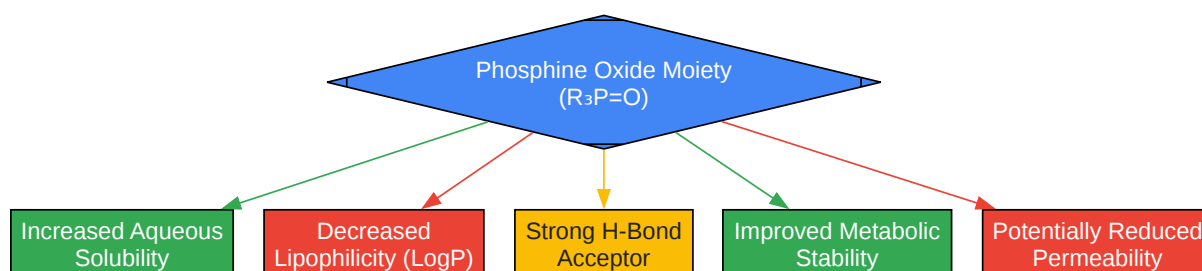 Phosphine Oxide Moiety
(R₃P=O)
Increased Aqueous
Solubility
Decreased
Lipophilicity (LogP)
Strong H-Bond
Acceptor
Improved Metabolic
Stability
Potentially Reduced
Permeability